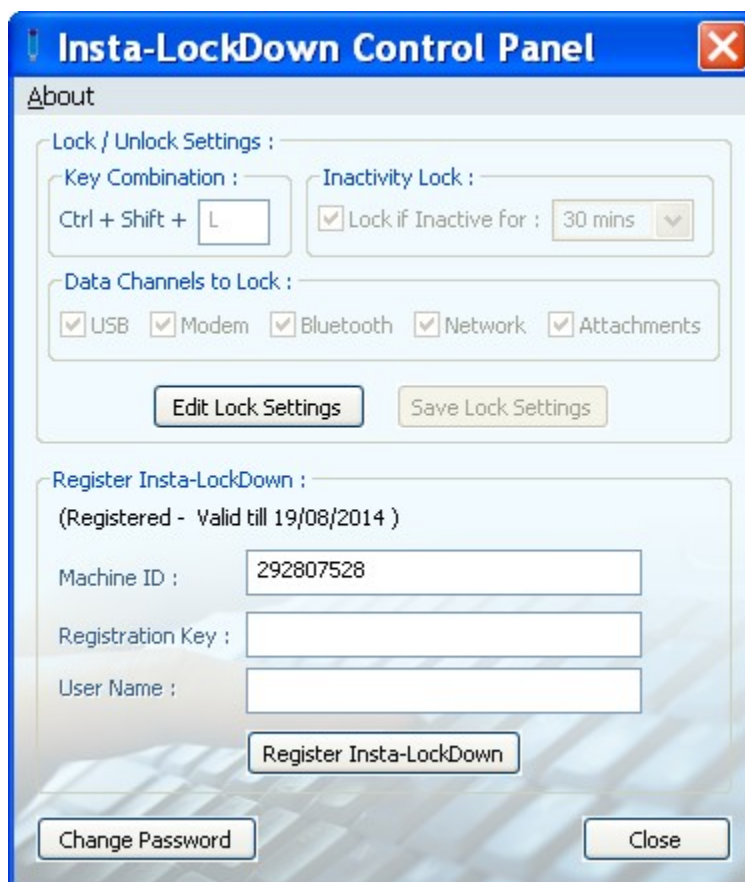 Insta-LockDown Control Panel
About
Lock / Unlock Settings :
Key Combination :
Inactivity Lock :
Ctrl + Shift + L
Lock if Inactive for : 30 mins
Data Channels to Lock :
USB Modem Bluetooth Network Attachments
Edit Lock Settings Save Lock Settings
Register Insta-LockDown :
(Registered - Valid till 19/08/2014 )
Machine ID : 292807528
Registration Key :
User Name :
Register Insta-LockDown
Change Password Close